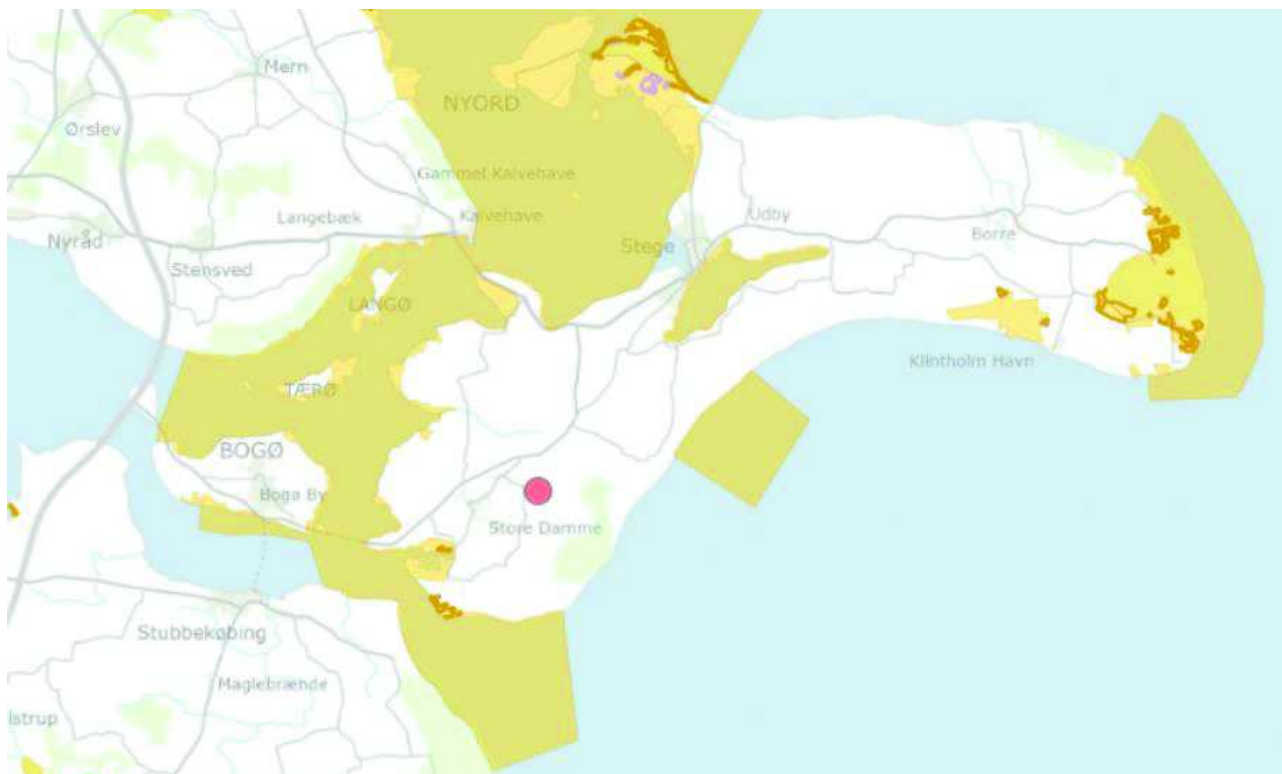 Mern
NYORD
Ørslev
Gammel Kalvehave
Langebæk
Kalvehave
Udby
Nyråd
Stege
Borre
Stensved
LANGØ
Klintholm Havn
TÆRØ
BOGØ
Bogø By
Store Damme
Stubbekøbing
Maglebrænde
lstrup